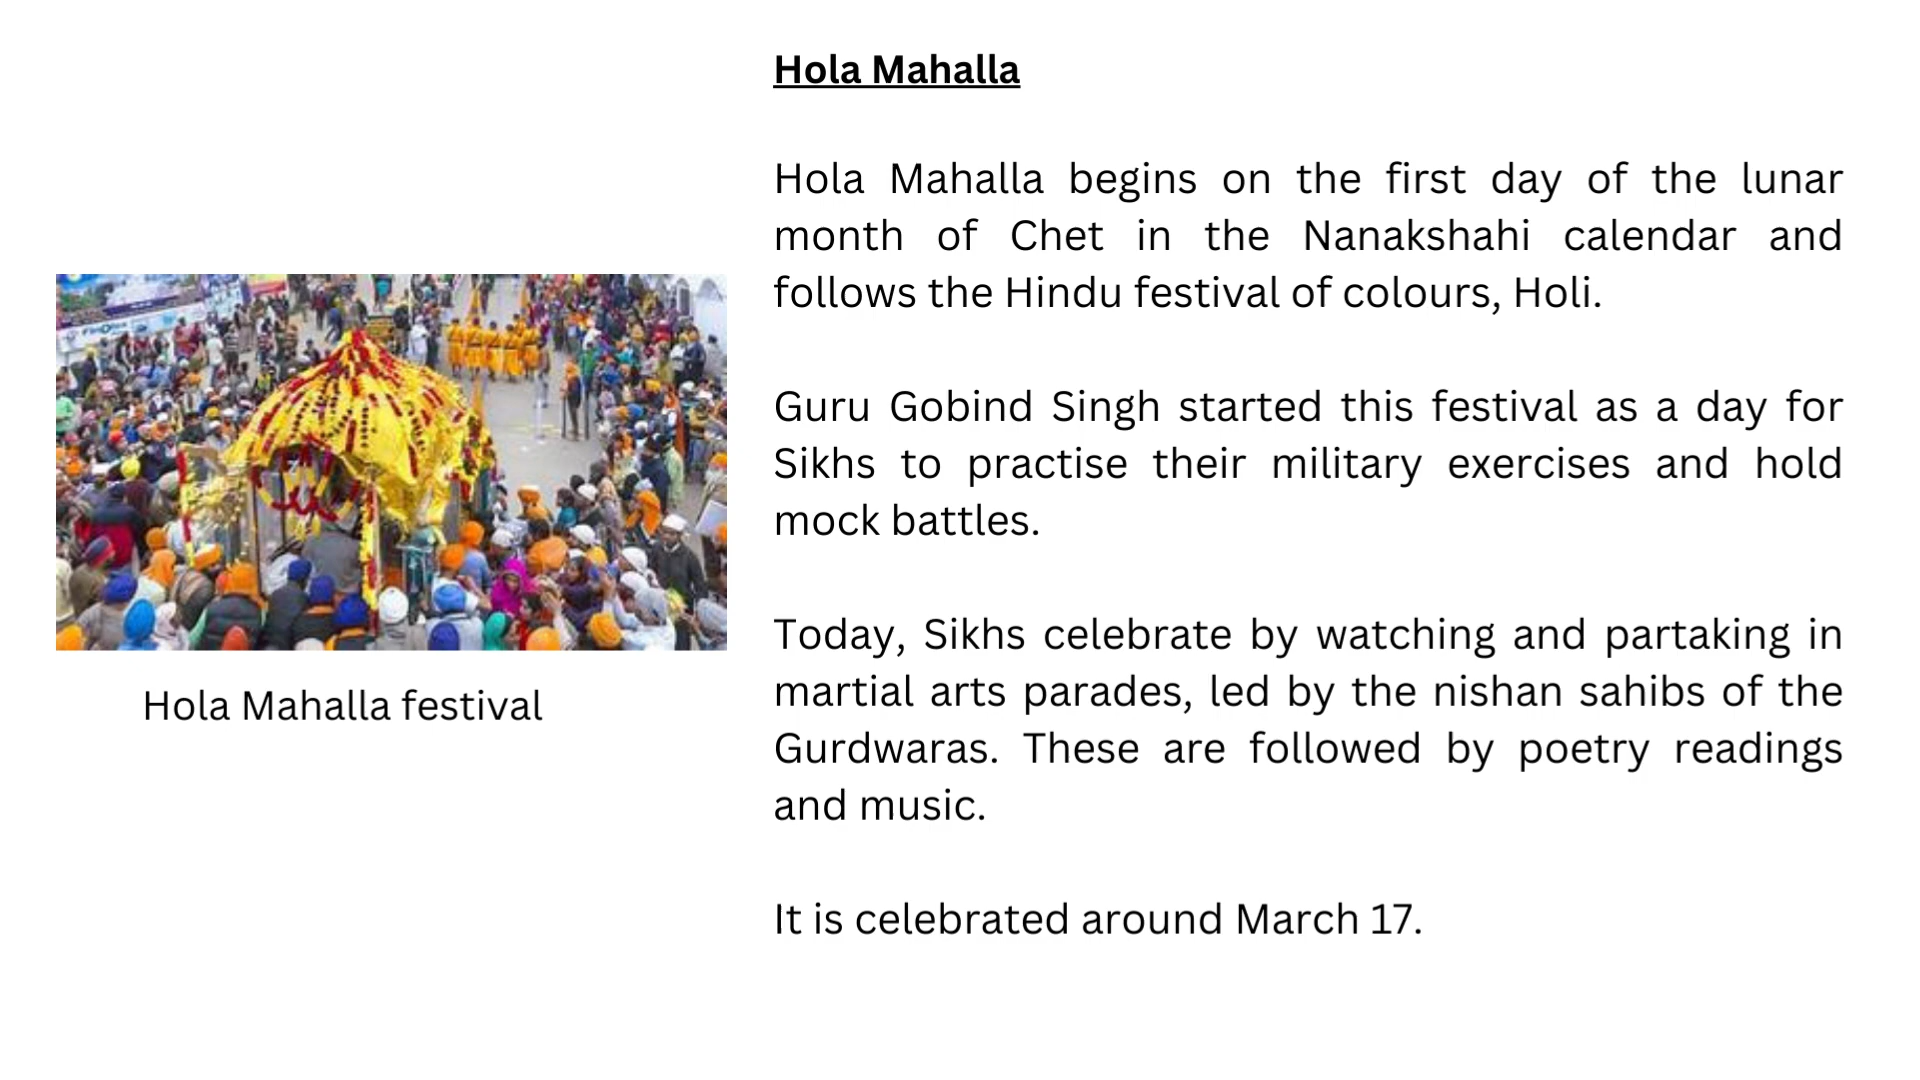 Hola Mahalla
Hola Mahalla begins on the first day of the lunar
month of Chet in the Nanakshahi calendar and
follows the Hindu festival of colours, Holi.
Guru Gobind Singh started this festival as a day for
Sikhs to practise their military exercises and hold
mock battles.
Today, Sikhs celebrate by watching and partaking in
martial arts parades, led by the nishan sahibs of the
Gurdwaras. These are followed by poetry readings
and music.
It is celebrated around March 17.
Hola Mahalla festival